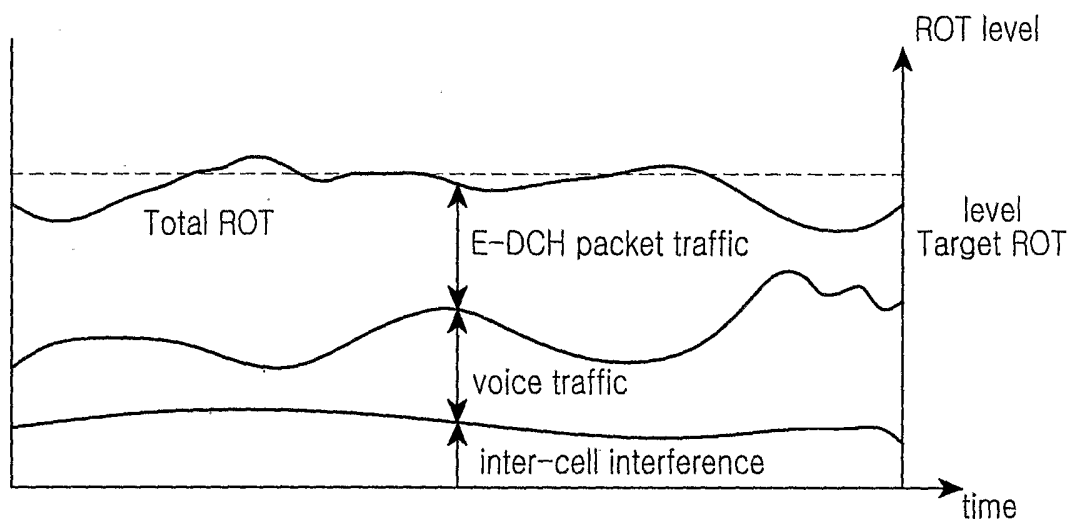 ROT level
Total ROT
level
Target ROT
E-DCH packet traffic
voice traffic
inter-cell interference
time